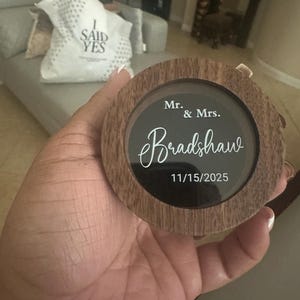 I
SAID
YES
Mr.
& Mrs.
Bradshaw
11/15/2025